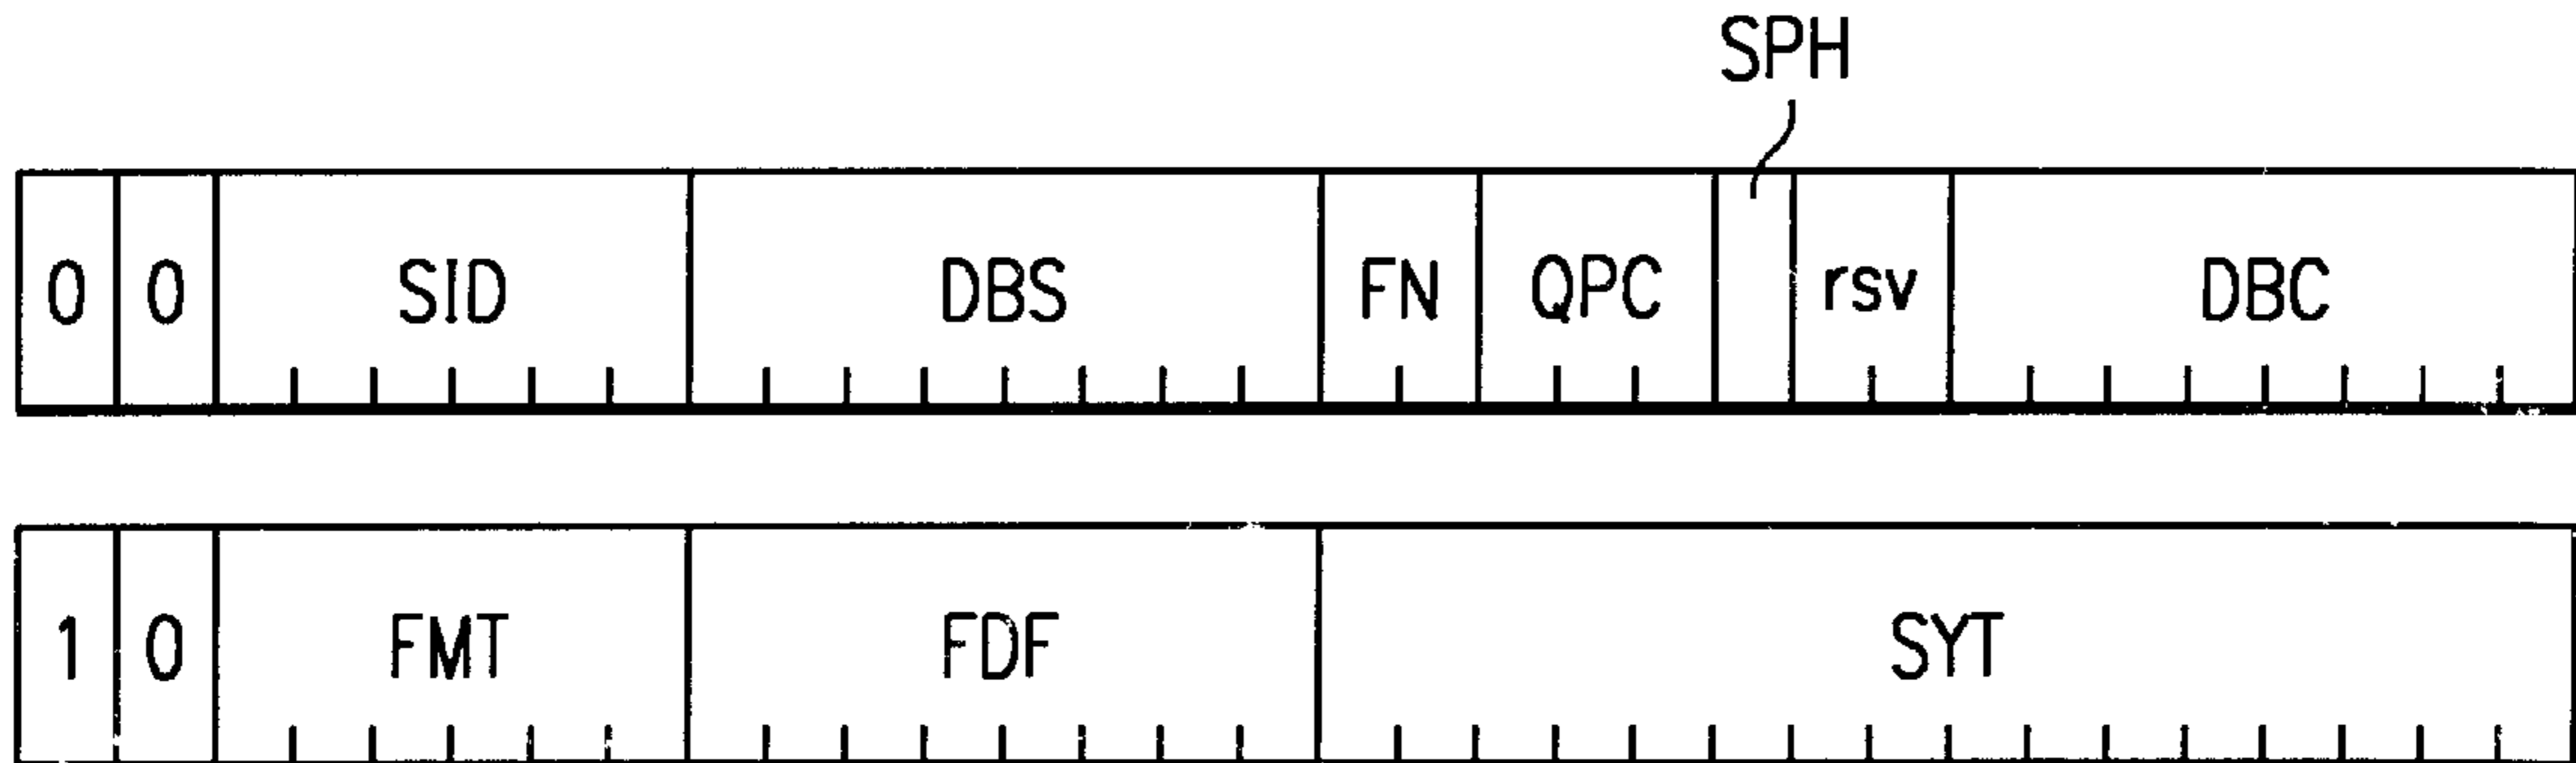 SPH
0 0 SID DBS FN QPC rsv DBC
1 0 FMT FDF SYT